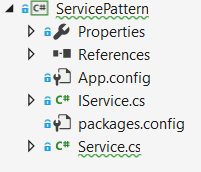 C# ServicePattern
Properties
References
App.config
C# IService.cs
packages.config
C# Service.cs